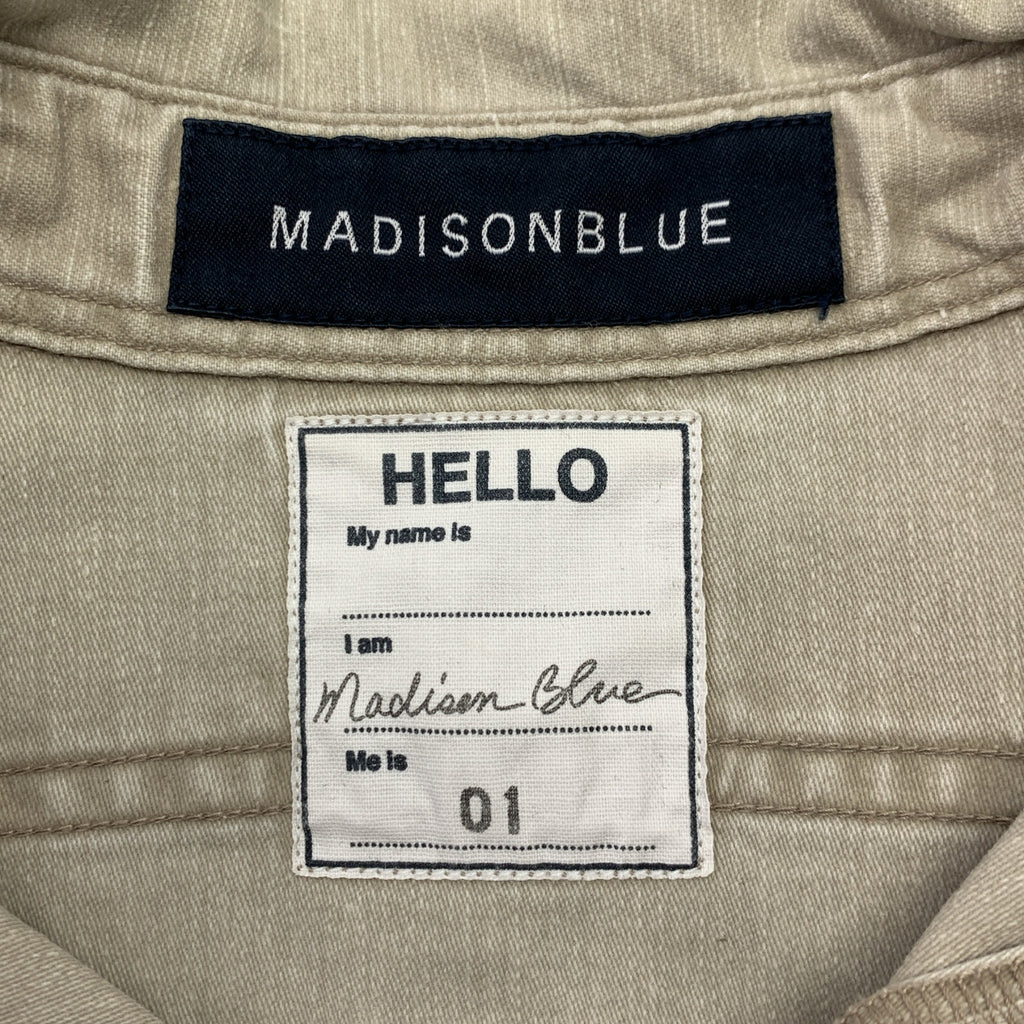 MADISONBLUE
HELLO
My name is
I am
Madison Blue
Me is
01